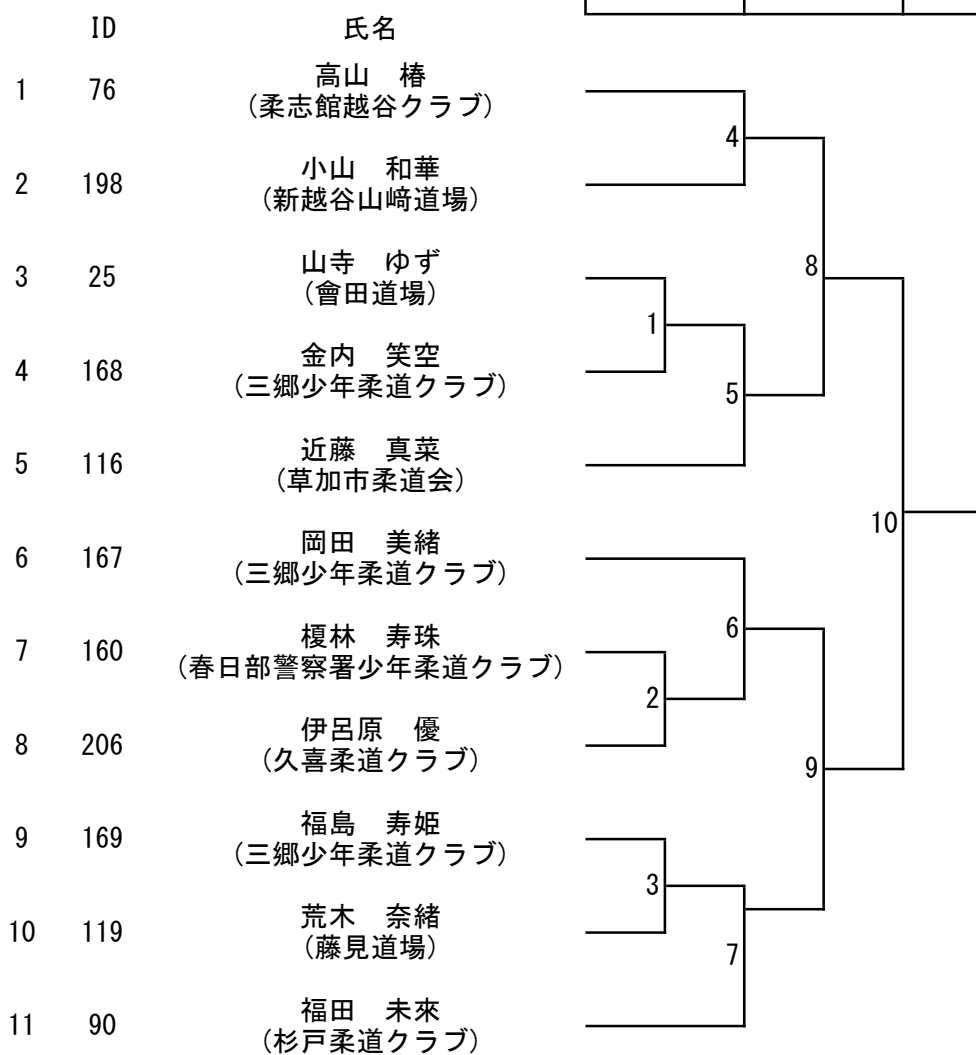 ID 氏名
1 76 高山 椿
(柔志館越谷クラブ)
4
2 198 小山 和華
(新越谷山﨑道場)
3 25 山寺 ゆず
(會田道場)
8
1
4 168 金内 笑空
(三郷少年柔道クラブ)
5
5 116 近藤 真菜
(草加市柔道会)
10
6 167 岡田 美緒
(三郷少年柔道クラブ)
6
7 160 榎林 寿珠
(春日部警察署少年柔道クラブ)
2
8 206 伊呂原 優
(久喜柔道クラブ)
9
9 169 福島 寿姫
(三郷少年柔道クラブ)
3
10 119 荒木 奈緒
(藤見道場)
7
11 90 福田 未來
(杉戸柔道クラブ)